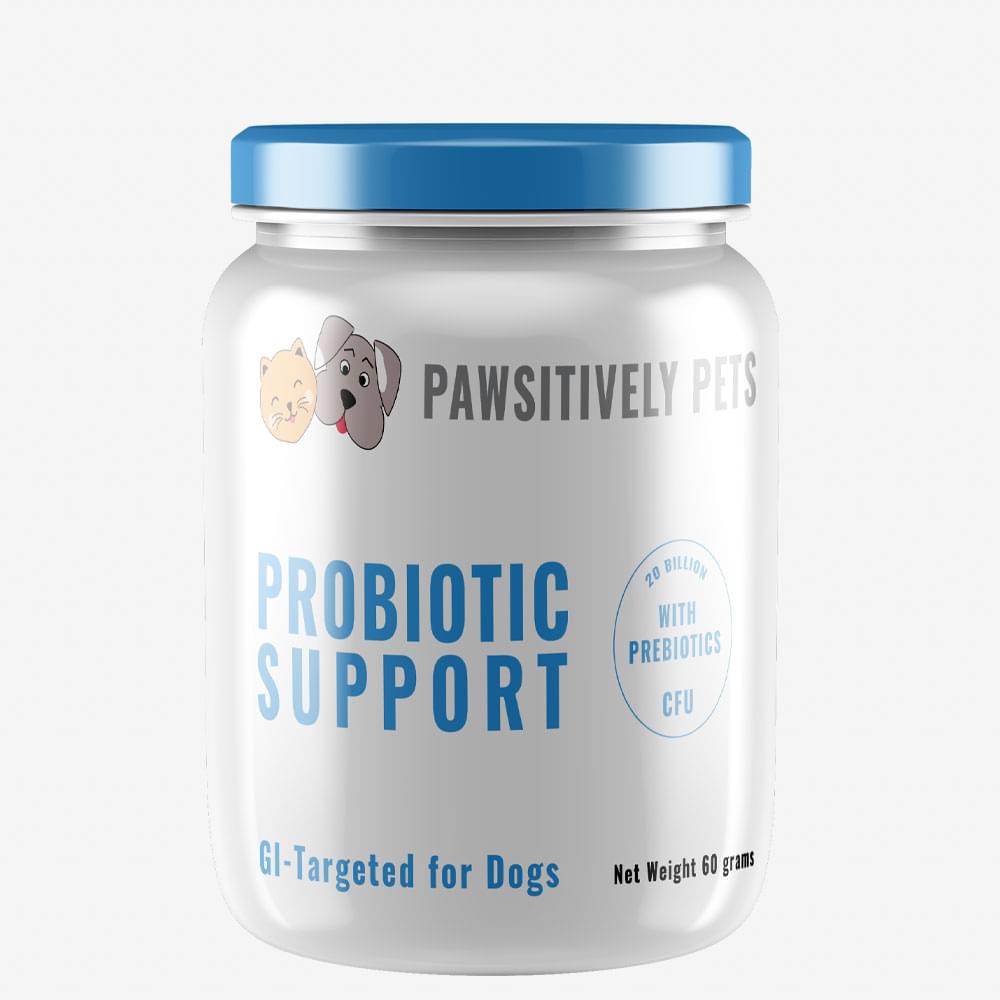 PAWSITIVELY PETS
PROBIOTIC
SUPPORT
20 BILLION
WITH
PREBIOTICS
CFU
GI-Targeted for Dogs
Net Weight 60 grams